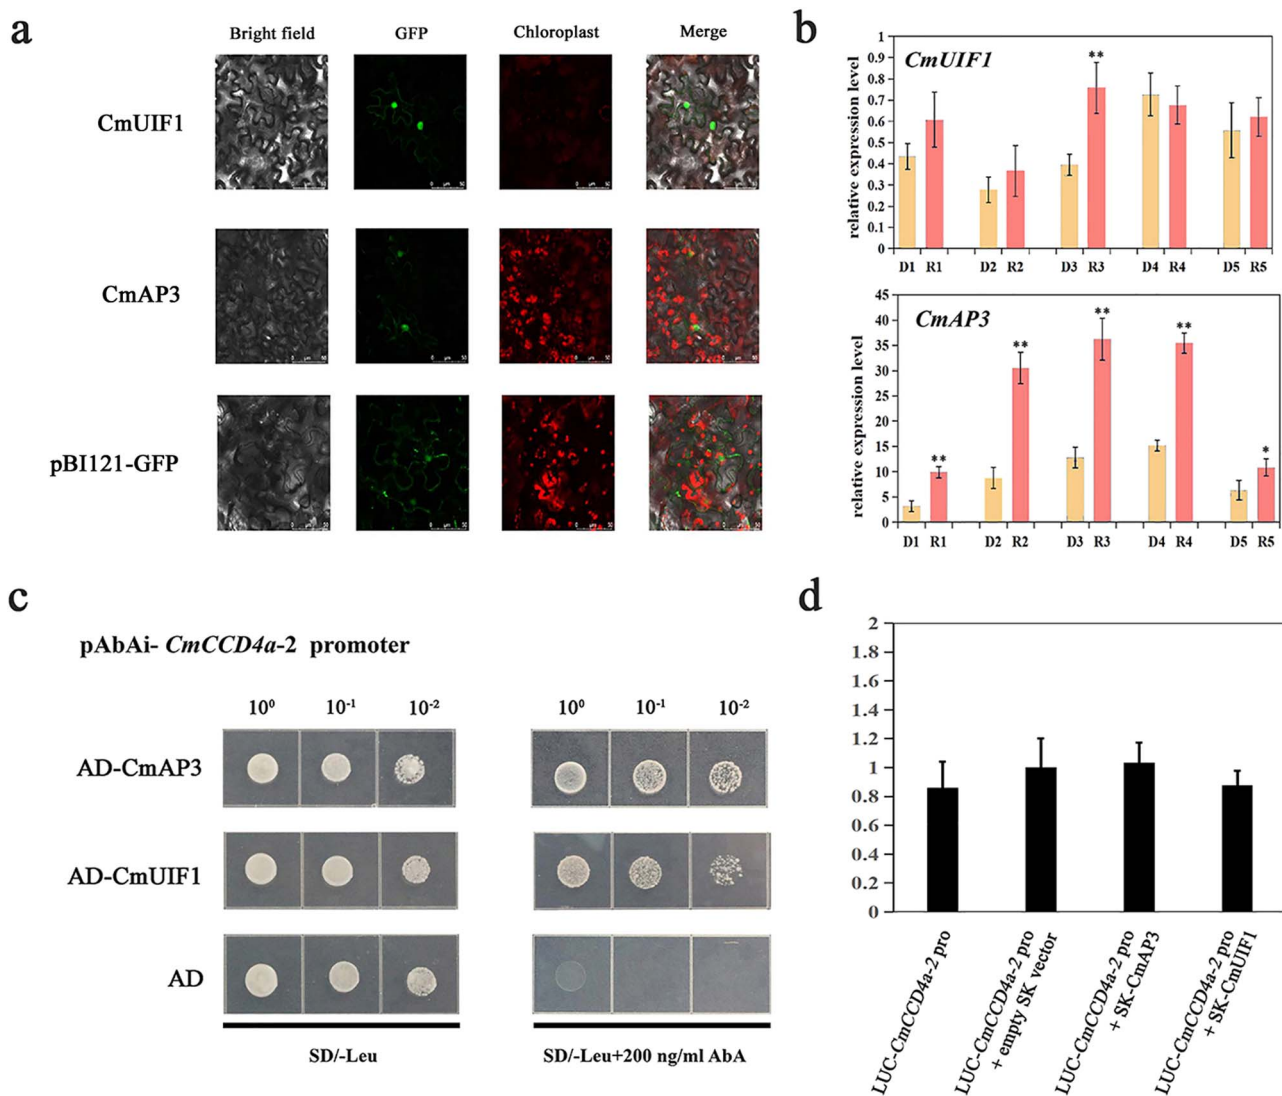 a
Bright field GFP Chloroplast Merge
CmUIF1
CmAP3
pBI121-GFP
b
CmUIF1
relative expression level
1
0.9
0.8
0.7
0.6
0.5
0.4
0.3
0.2
0.1
0
**
D1 R1 D2 R2 D3 R3 D4 R4 D5 R5
CmAP3
relative expression level
45
40
35
30
25
20
15
10
5
0
** ** ** ** *
D1 R1 D2 R2 D3 R3 D4 R4 D5 R5
c
pAbAi- CmCCD4a-2 promoter
10⁰ 10⁻¹ 10⁻² 10⁰ 10⁻¹ 10⁻²
AD-CmAP3
AD-CmUIF1
AD
SD/-Leu SD/-Leu+200 ng/ml AbA
d
2
1.8
1.6
1.4
1.2
1
0.8
0.6
0.4
0.2
0
LUC-CmCCD4a-2 pro
LUC-CmCCD4a-2 pro
+ empty SK vector
LUC-CmCCD4a-2 pro
+ SK-CmAP3
LUC-CmCCD4a-2 pro
+ SK-CmUIF1